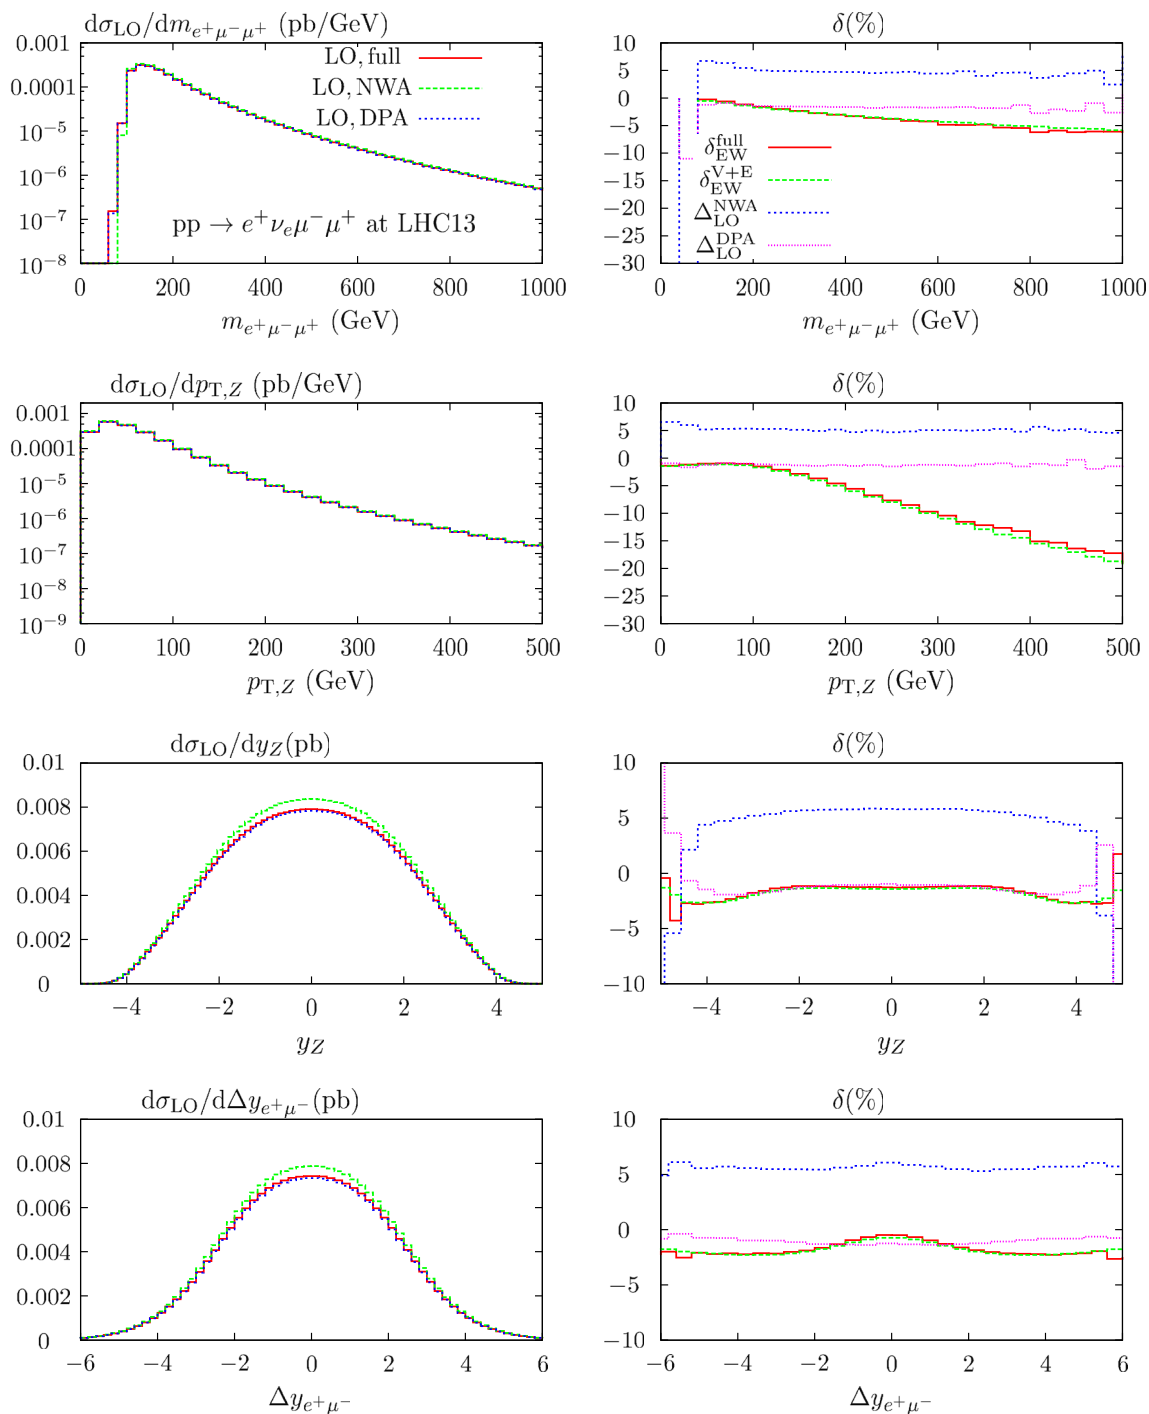 dσ_LO/dm_{e⁺μ⁻μ⁺} (pb/GeV)
LO, full
LO, NWA
LO, DPA
0.001
0.0001
10⁻⁵
10⁻⁶
10⁻⁷
10⁻⁸
pp → e⁺ν_eμ⁻μ⁺ at LHC13
0 200 400 600 800 1000
m_{e⁺μ⁻μ⁺} (GeV)
δ(%)
10
5
0
−5
−10
−15
−20
−25
−30
δ_EW^full
δ_EW^{V+E}
Δ_LO^NWA
Δ_LO^DPA
0 200 400 600 800 1000
m_{e⁺μ⁻μ⁺} (GeV)
dσ_LO/dp_{T,Z} (pb/GeV)
0.001
0.0001
10⁻⁵
10⁻⁶
10⁻⁷
10⁻⁸
10⁻⁹
0 100 200 300 400 500
p_{T,Z} (GeV)
δ(%)
10
5
0
−5
−10
−15
−20
−25
−30
0 100 200 300 400 500
p_{T,Z} (GeV)
dσ_LO/dy_Z(pb)
0.01
0.008
0.006
0.004
0.002
0
−4 −2 0 2 4
y_Z
δ(%)
10
5
0
−5
−10
−4 −2 0 2 4
y_Z
dσ_LO/dΔy_{e⁺μ⁻}(pb)
0.01
0.008
0.006
0.004
0.002
0
−6 −4 −2 0 2 4 6
Δy_{e⁺μ⁻}
δ(%)
10
5
0
−5
−10
−6 −4 −2 0 2 4 6
Δy_{e⁺μ⁻}